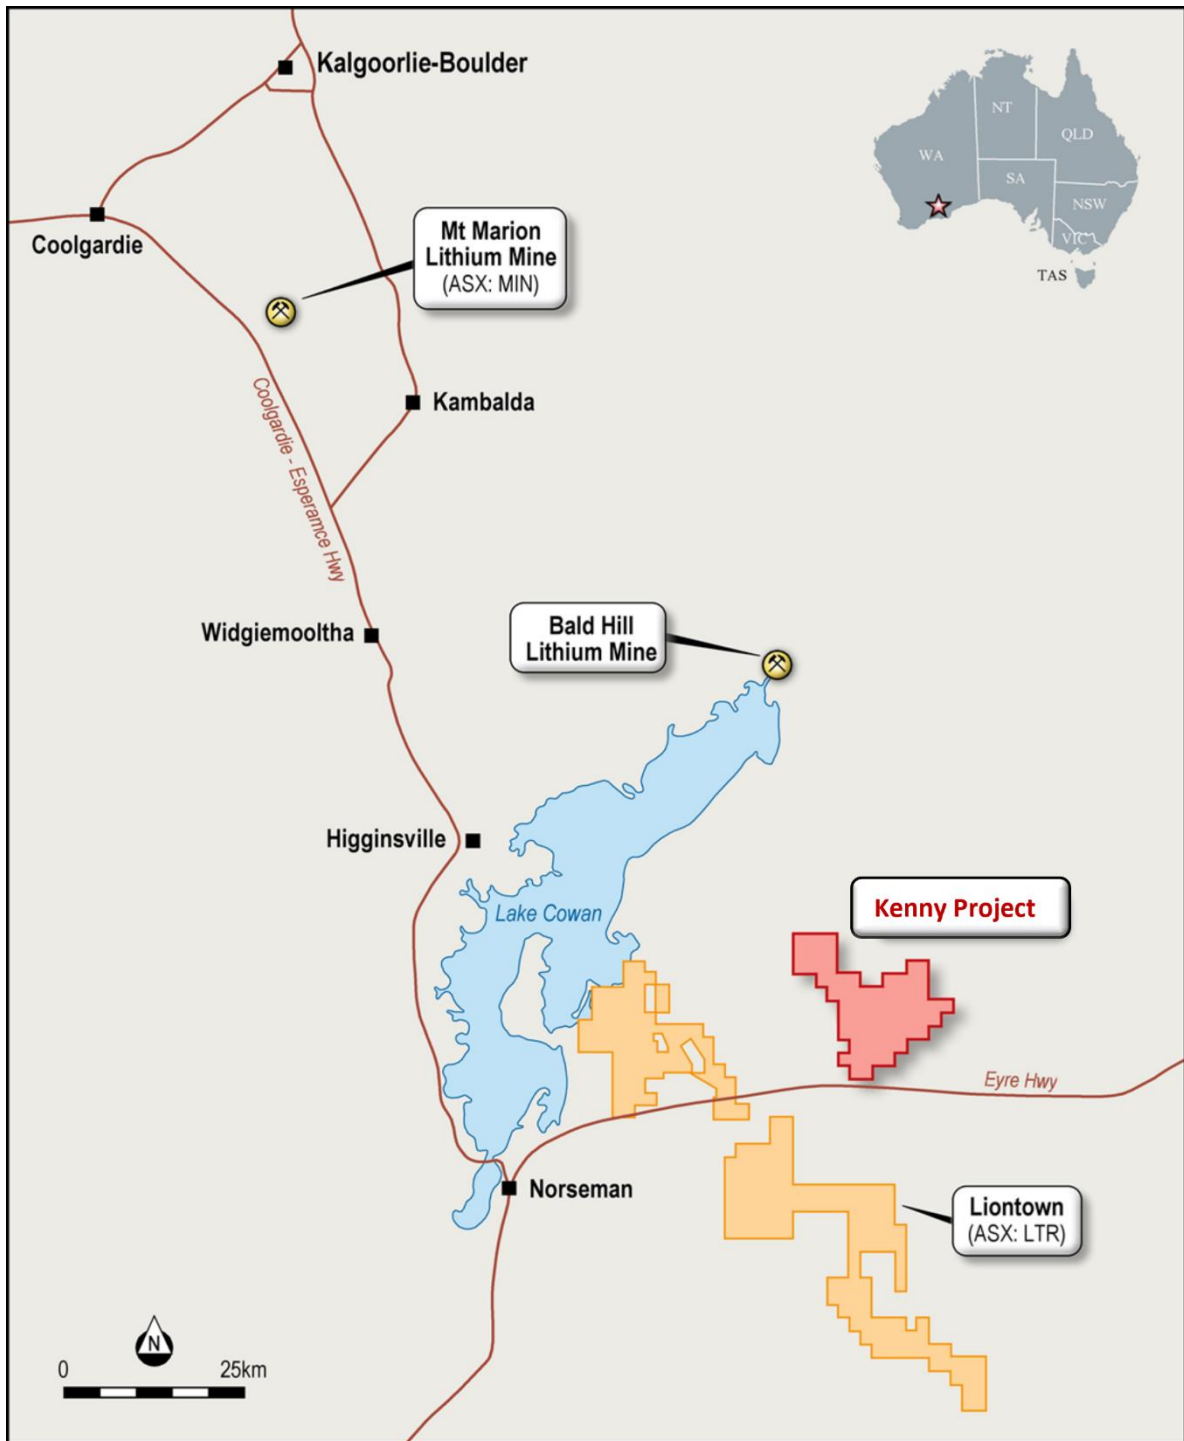 Kalgoorlie-Boulder
NT
QLD
WA
SA
NSW
VIC
TAS
Coolgardie
Mt Marion
Lithium Mine
(ASX: MIN)
Kambalda
Coolgardie - Esperamce Hwy
Widgiemooltha
Bald Hill
Lithium Mine
Higginsville
Lake Cowan
Kenny Project
Eyre Hwy
Norseman
Liontown
(ASX: LTR)
N
0 25km